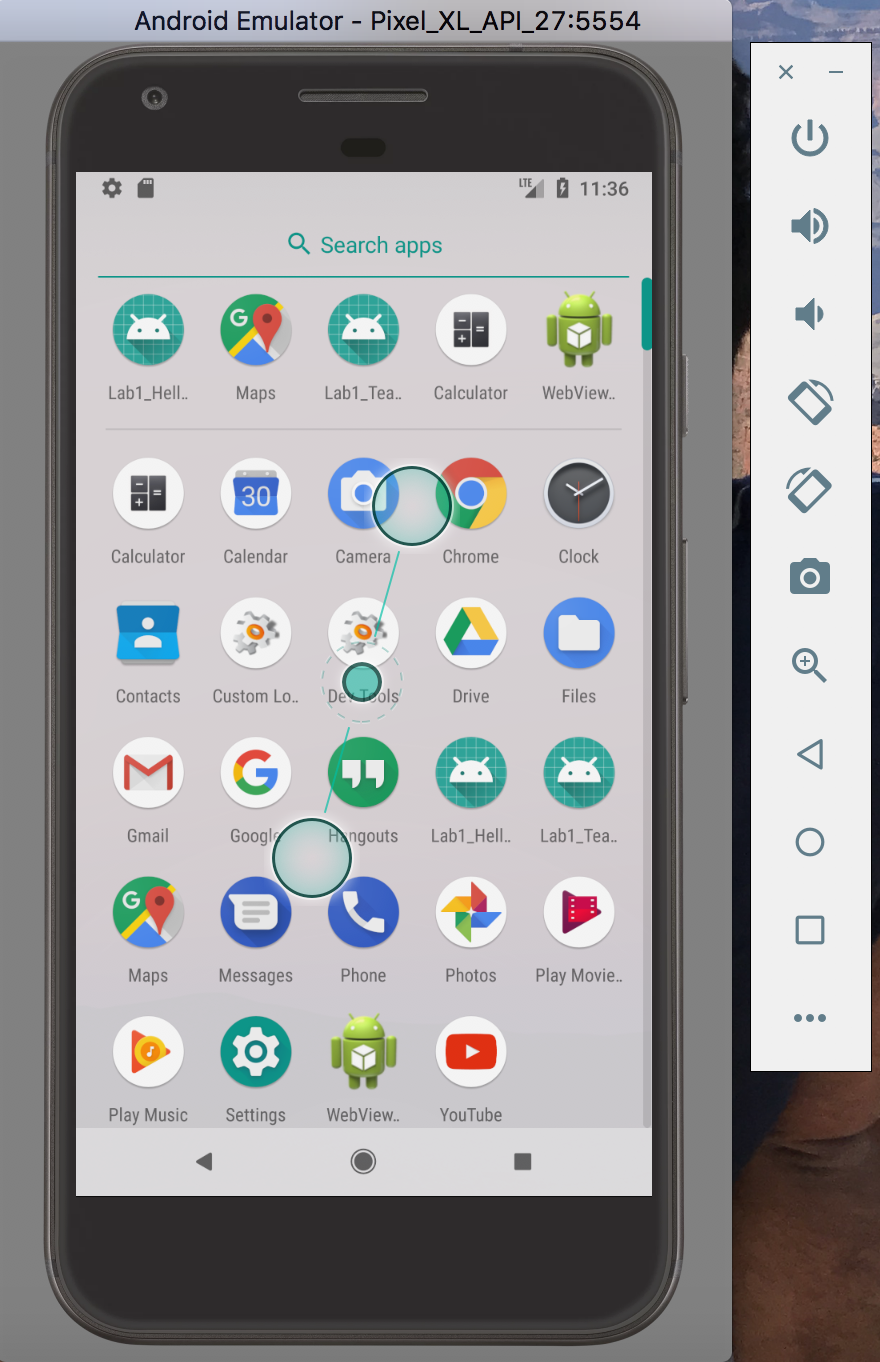 Android Emulator - Pixel_XL_API_27:5554
LTE 11:36
Search apps
Lab1_Hell.. Maps Lab1_Tea.. Calculator WebView..
30
Calculator Calendar Camera Chrome Clock
Contacts Custom Lo.. Dev Tools Drive Files
Gmail Google Hangouts Lab1_Hell.. Lab1_Tea..
Maps Messages Phone Photos Play Movie..
Play Music Settings WebView.. YouTube